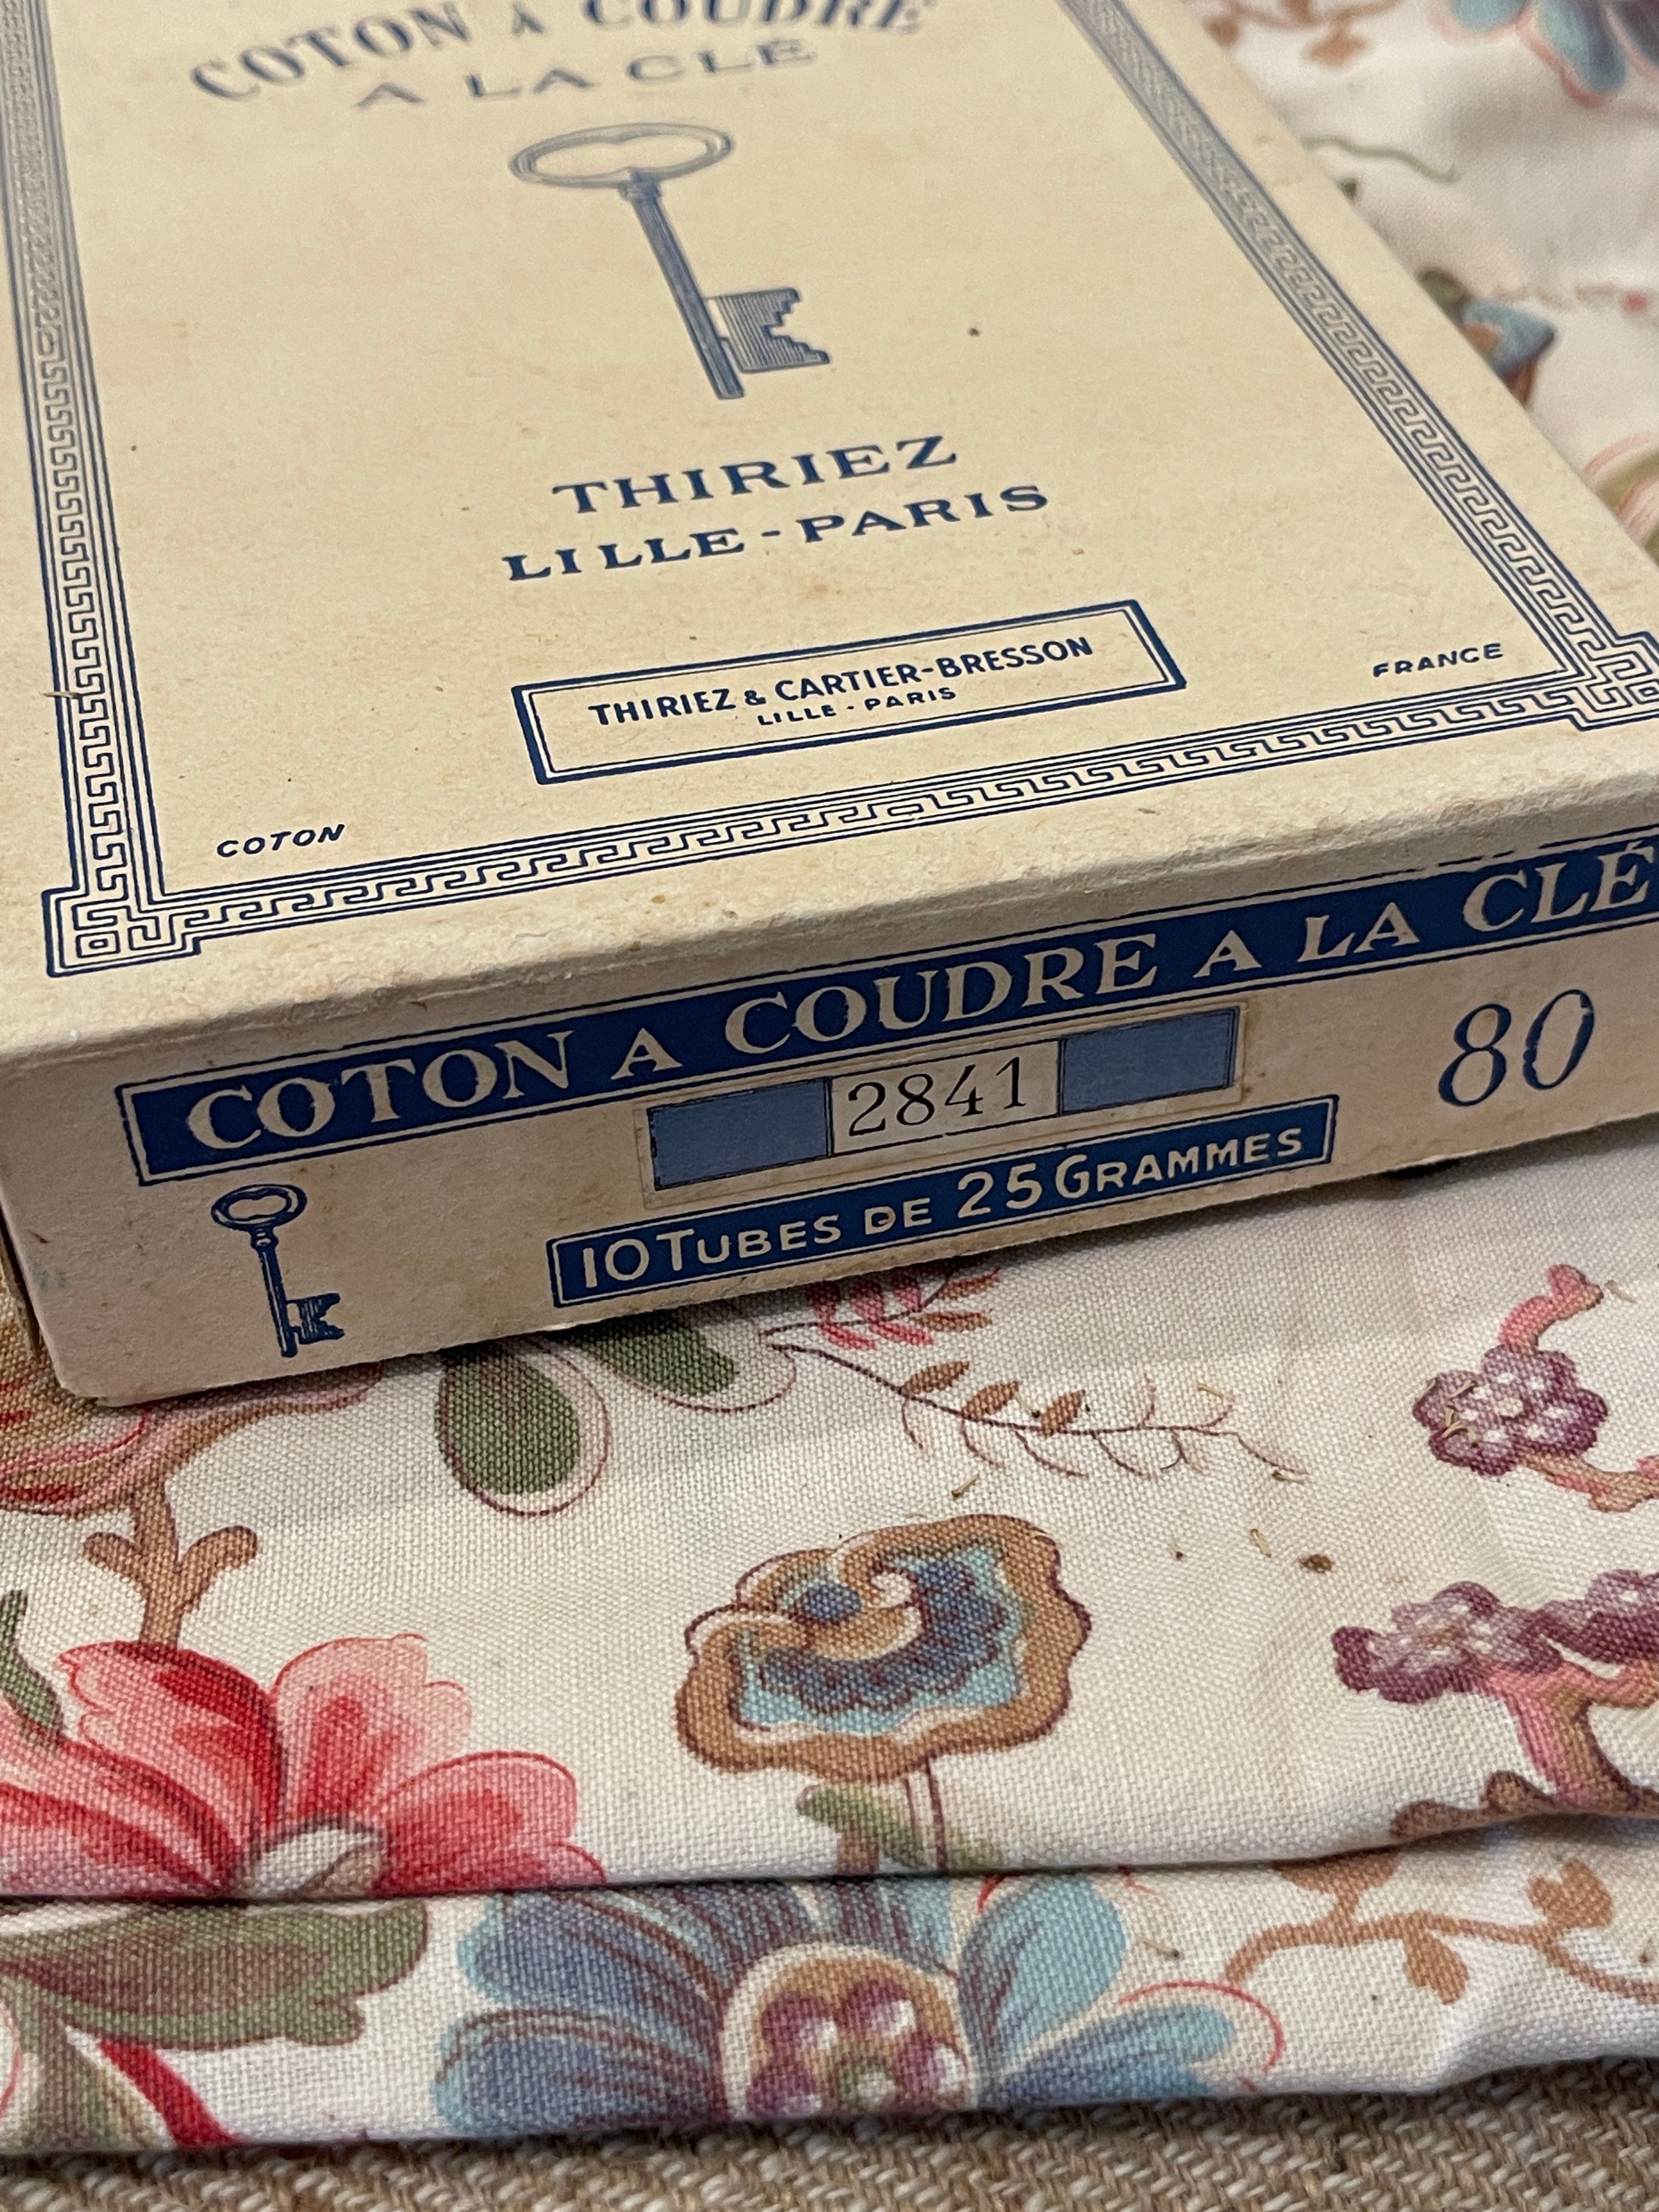 COTON A COUDRE
A LA CLÉ
THIRIEZ
LILLE-PARIS
THIRIEZ & CARTIER-BRESSON
LILLE - PARIS
COTON
FRANCE
COTON A COUDRE A LA CLÉ
2841
80
10 TUBES DE 25 GRAMMES